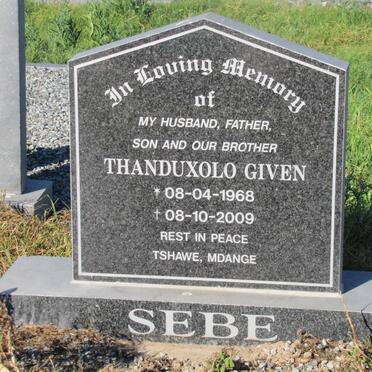 In Loving Memory
of
MY HUSBAND, FATHER,
SON AND OUR BROTHER
THANDUXOLO GIVEN
* 08-04-1968
† 08-10-2009
REST IN PEACE
TSHAWE, MDANGE
SEBE